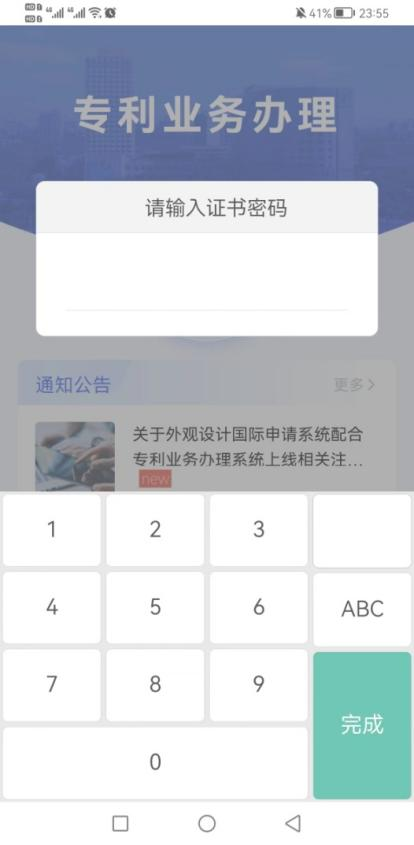 41% 23:55
专利业务办理
请输入证书密码
通知公告 更多
关于外观设计国际申请系统配合
专利业务办理系统上线相关注...
new
1 2 3
4 5 6 ABC
7 8 9
完成
0